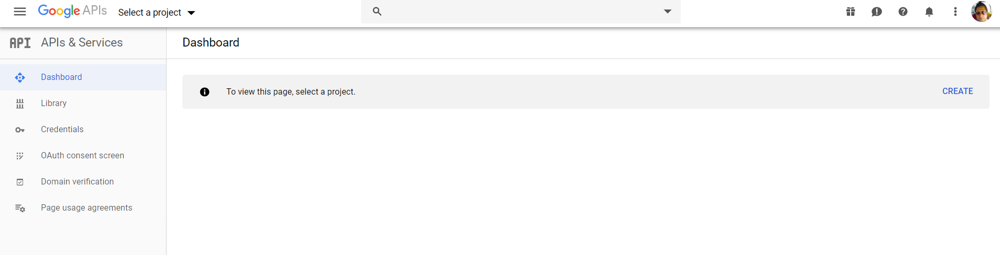 Google APIs Select a project
API APIs & Services
Dashboard
Dashboard
To view this page, select a project. CREATE
Library
Credentials
OAuth consent screen
Domain verification
Page usage agreements